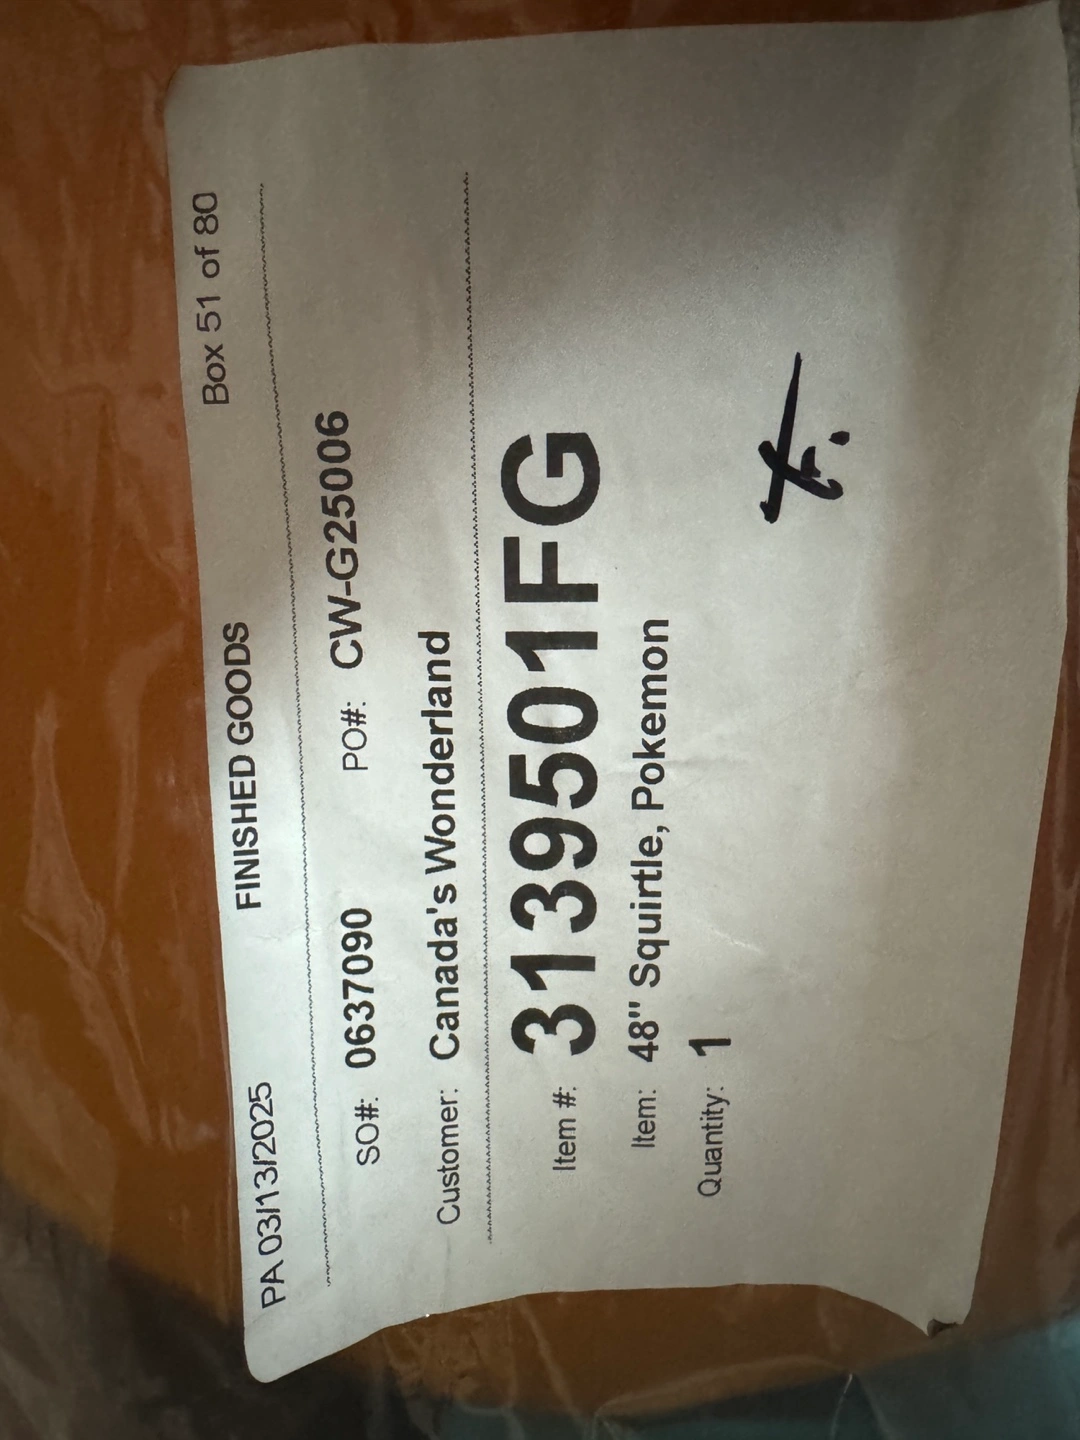 PA 03/13/2025 FINISHED GOODS Box 51 of 80
SO#: 0637090 PO#: CW-G25006
Customer: Canada's Wonderland
Item #: 3139501FG
Item: 48" Squirtle, Pokemon
Quantity: 1